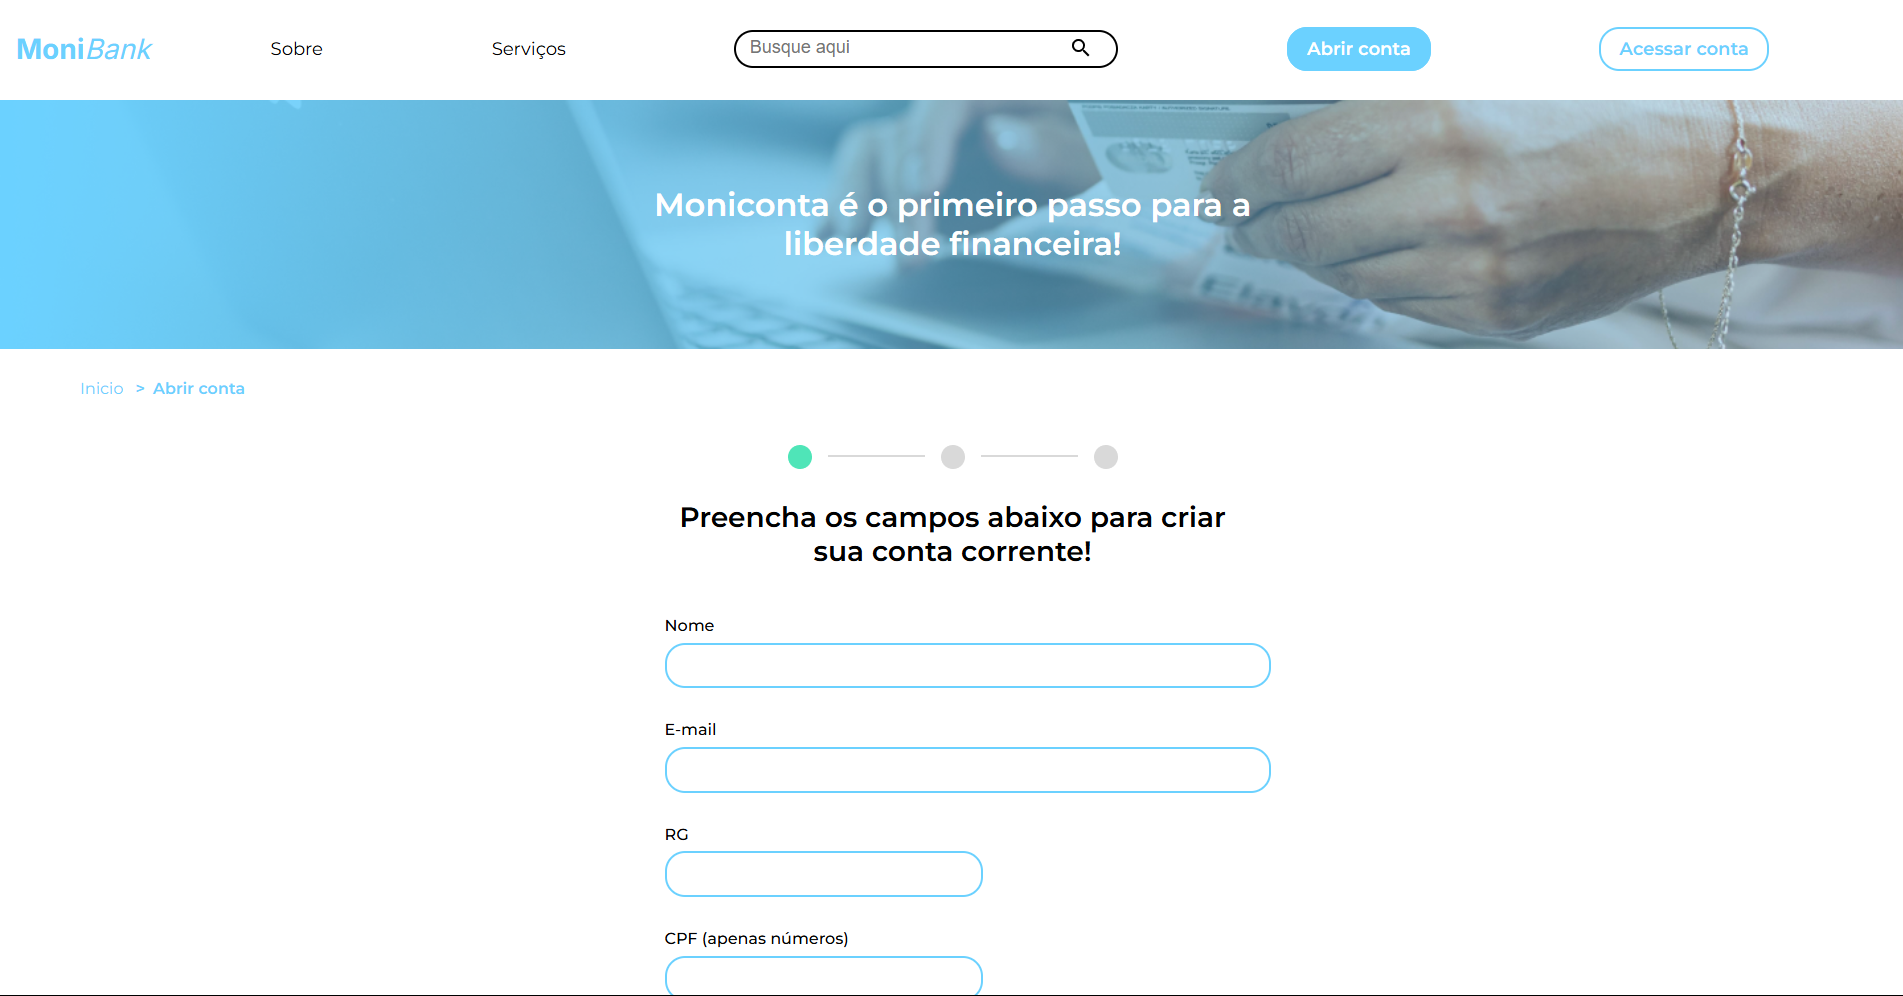 MoniBank
Sobre
Serviços
Busque aqui
Abrir conta
Acessar conta
Moniconta é o primeiro passo para a
liberdade financeira!
Inicio > Abrir conta
Preencha os campos abaixo para criar
sua conta corrente!
Nome
E-mail
RG
CPF (apenas números)